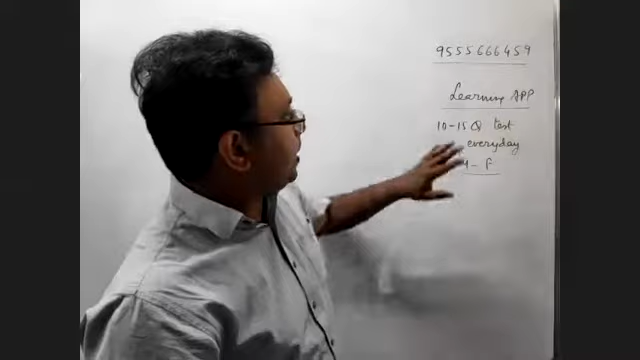 9555666459
Learning APP
10-15 Q test
everyday
M - F